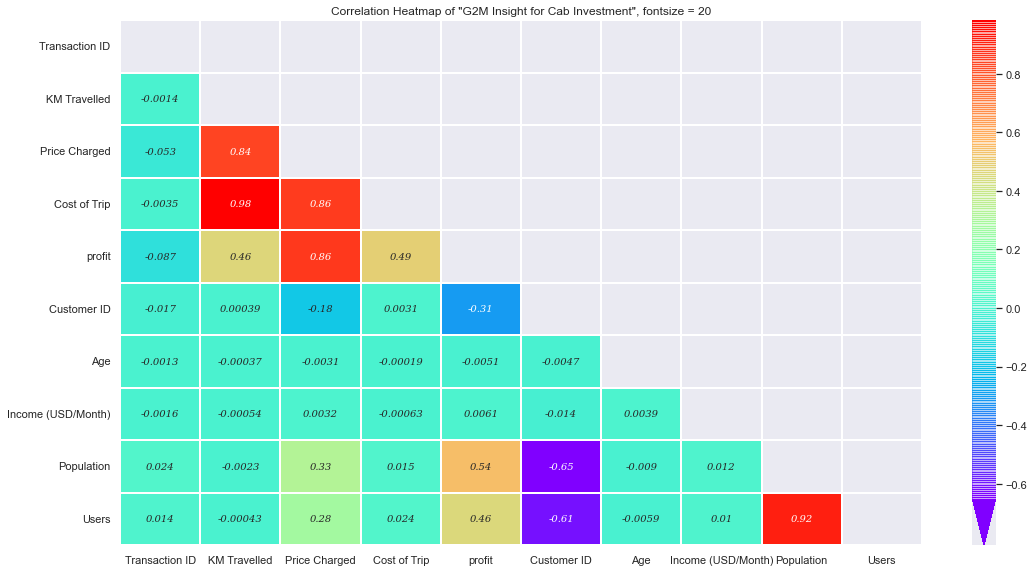 Correlation Heatmap of "G2M Insight for Cab Investment", fontsize = 20
Transaction ID
KM Travelled -0.0014
Price Charged -0.053 0.84
Cost of Trip -0.0035 0.98 0.86
profit -0.087 0.46 0.86 0.49
Customer ID -0.017 0.00039 -0.18 0.0031 -0.31
Age -0.0013 -0.00037 -0.0031 -0.00019 -0.0051 -0.0047
Income (USD/Month) -0.0016 -0.00054 0.0032 -0.00063 0.0061 -0.014 0.0039
Population 0.024 -0.0023 0.33 0.015 0.54 -0.65 -0.009 0.012
Users 0.014 -0.00043 0.28 0.024 0.46 -0.61 -0.0059 0.01 0.92
Transaction ID KM Travelled Price Charged Cost of Trip profit Customer ID Age Income (USD/Month) Population Users
0.8
0.6
0.4
0.2
0.0
−0.2
−0.4
−0.6